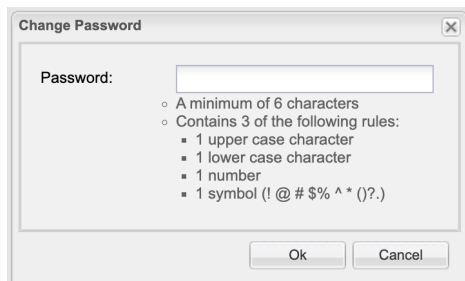 Change Password
Password:
A minimum of 6 characters
Contains 3 of the following rules:
1 upper case character
1 lower case character
1 number
1 symbol (! @ # $% ^ * ()?.)
Ok Cancel